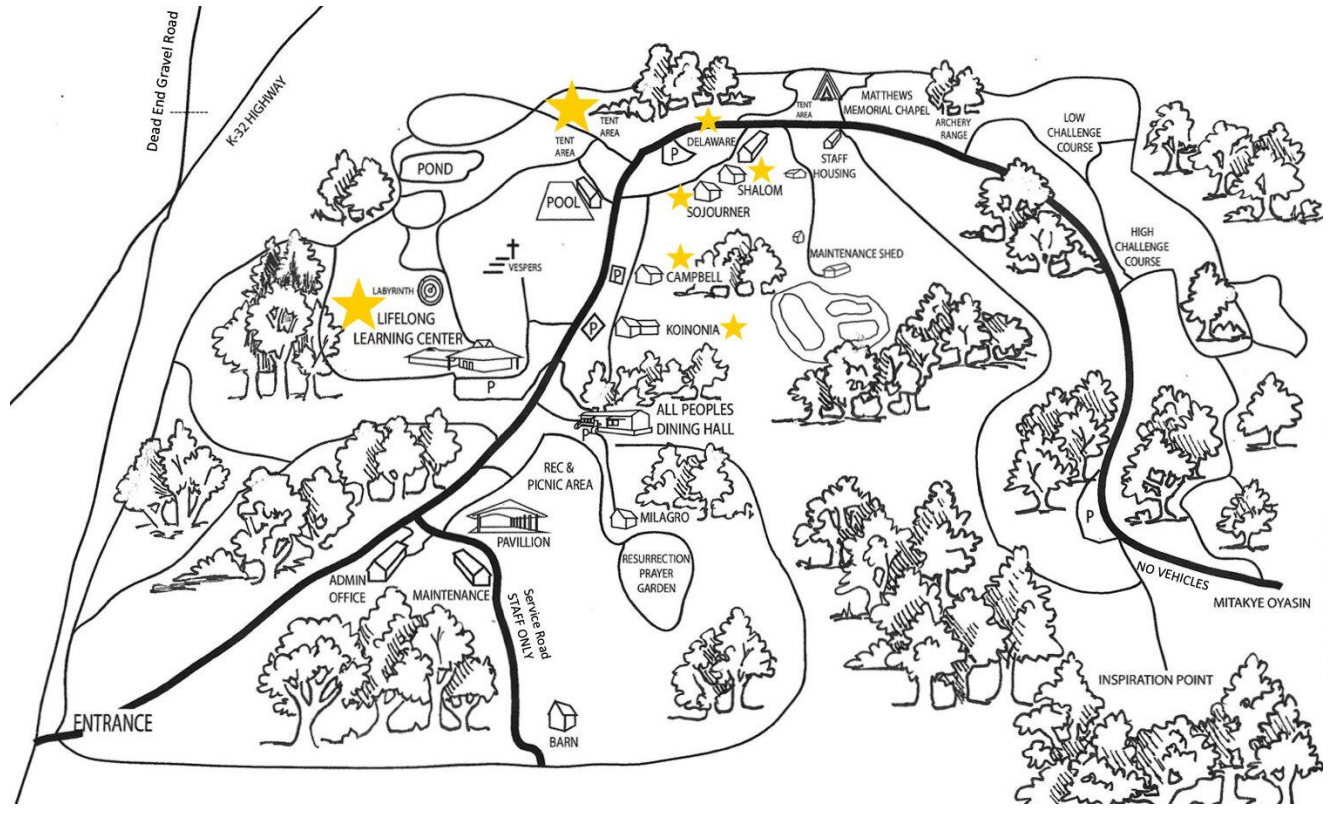 Dead End Gravel Road
K-32 HIGHWAY
TENT
AREA
TENT
AREA
DELAWARE
P
TENT
AREA
MATTHEWS
MEMORIAL CHAPEL
ARCHERY
RANGE
LOW
CHALLENGE
COURSE
STAFF
HOUSING
POND
POOL
SHALOM
SOJOURNER
HIGH
CHALLENGE
COURSE
VESPERS
P
CAMPBELL
MAINTENANCE SHED
LABYRINTH
LIFELONG
LEARNING CENTER
P
KOINONIA
P
ALL PEOPLES
DINING HALL
P
REC &
PICNIC AREA
MILAGRO
PAVILLION
RESURRECTION
PRAYER
GARDEN
ADMIN
OFFICE
MAINTENANCE
Service Road
STAFF ONLY
P
NO VEHICLES
MITAKYE OYASIN
INSPIRATION POINT
ENTRANCE
BARN